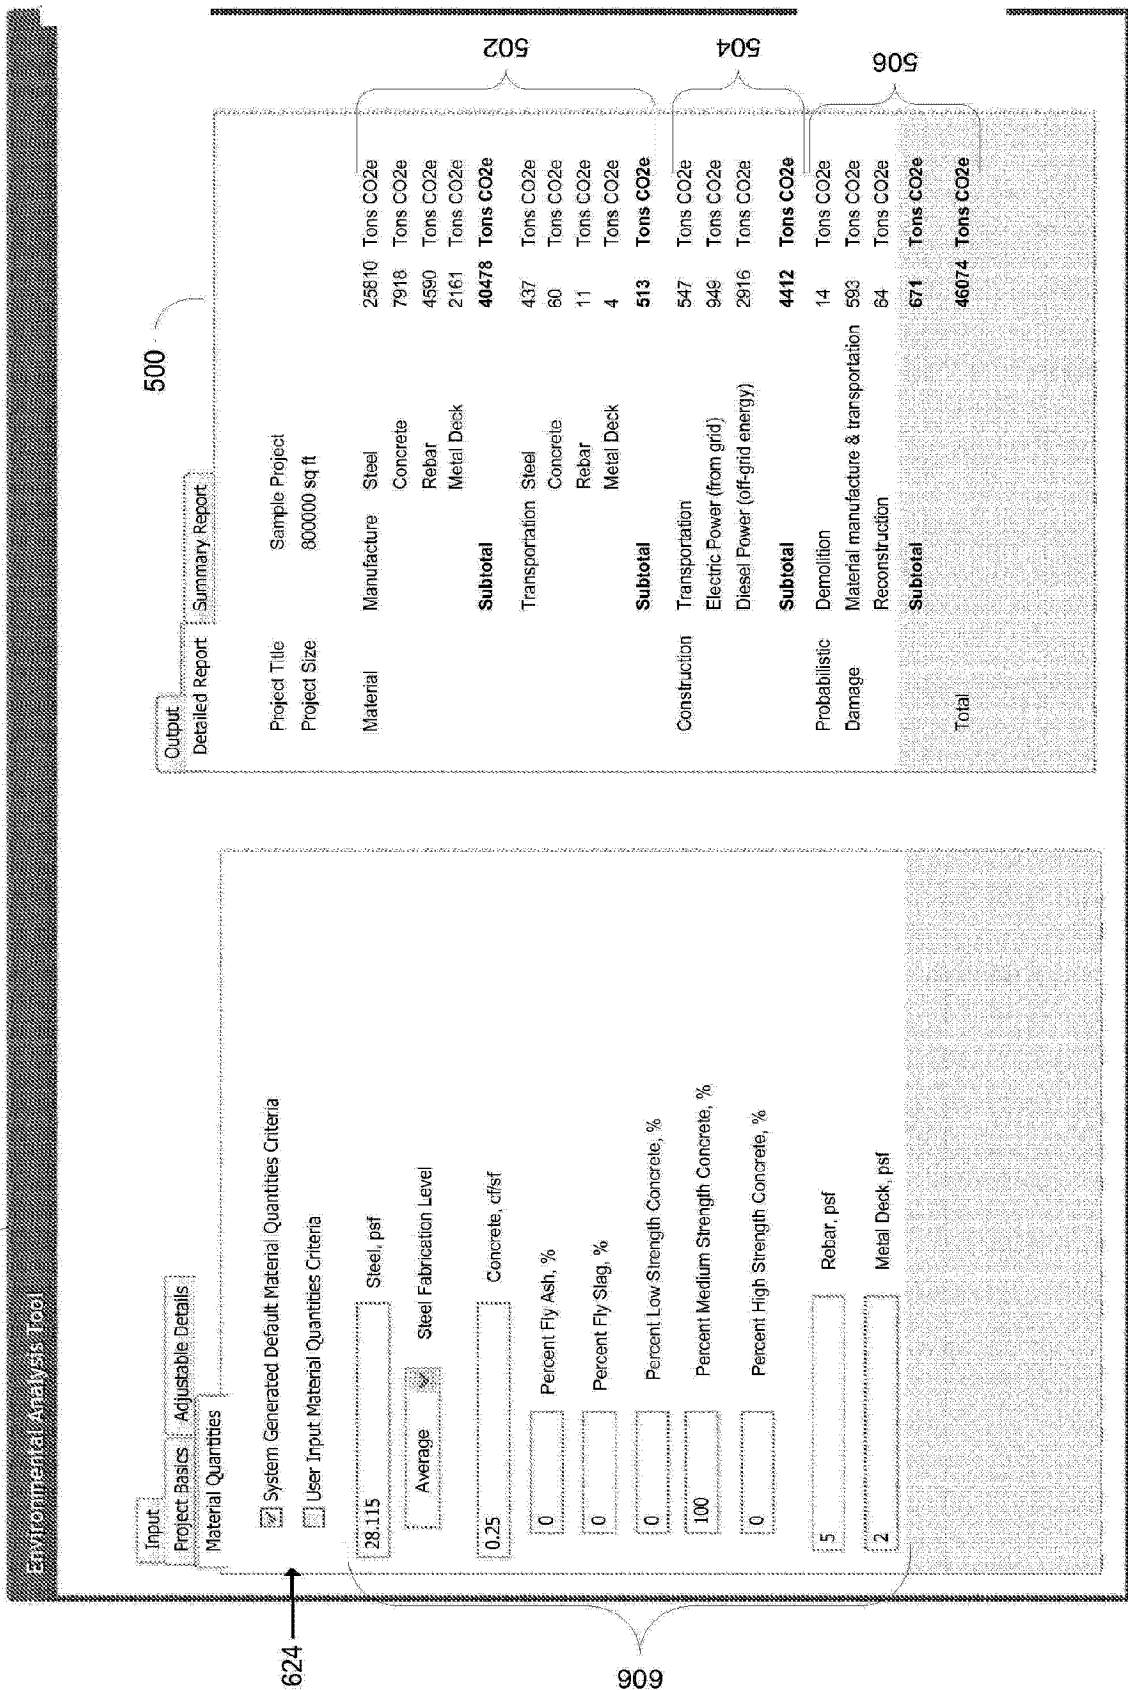 Environmental Analysis Tool
Input
Project Basics Adjustable Details
Material Quantities
624
System Generated Default Material Quantities Criteria
User Input Material Quantities Criteria
28.115 Steel, psf
Average Steel Fabrication Level
0.25 Concrete, cf/sf
0 Percent Fly Ash, %
0 Percent Fly Slag, %
0 Percent Low Strength Concrete, %
100 Percent Medium Strength Concrete, %
0 Percent High Strength Concrete, %
5 Rebar, psf
2 Metal Deck, psf
606
500
Output
Detailed Report Summary Report
Project Title Sample Project
Project Size 800000 sq ft
Material Manufacture Steel 25810 Tons CO2e
Concrete 7918 Tons CO2e
Rebar 4590 Tons CO2e
Metal Deck 2161 Tons CO2e
Subtotal 40478 Tons CO2e
Transportation Steel 437 Tons CO2e
Concrete 60 Tons CO2e
Rebar 11 Tons CO2e
Metal Deck 4 Tons CO2e
Subtotal 513 Tons CO2e
502
Construction Transportation 547 Tons CO2e
Electric Power (from grid) 949 Tons CO2e
Diesel Power (off-grid energy) 2916 Tons CO2e
Subtotal 4412 Tons CO2e
504
Probabilistic Demolition 14 Tons CO2e
Damage Material manufacture & transportation 593 Tons CO2e
Reconstruction 64 Tons CO2e
Subtotal 671 Tons CO2e
Total 46074 Tons CO2e
506